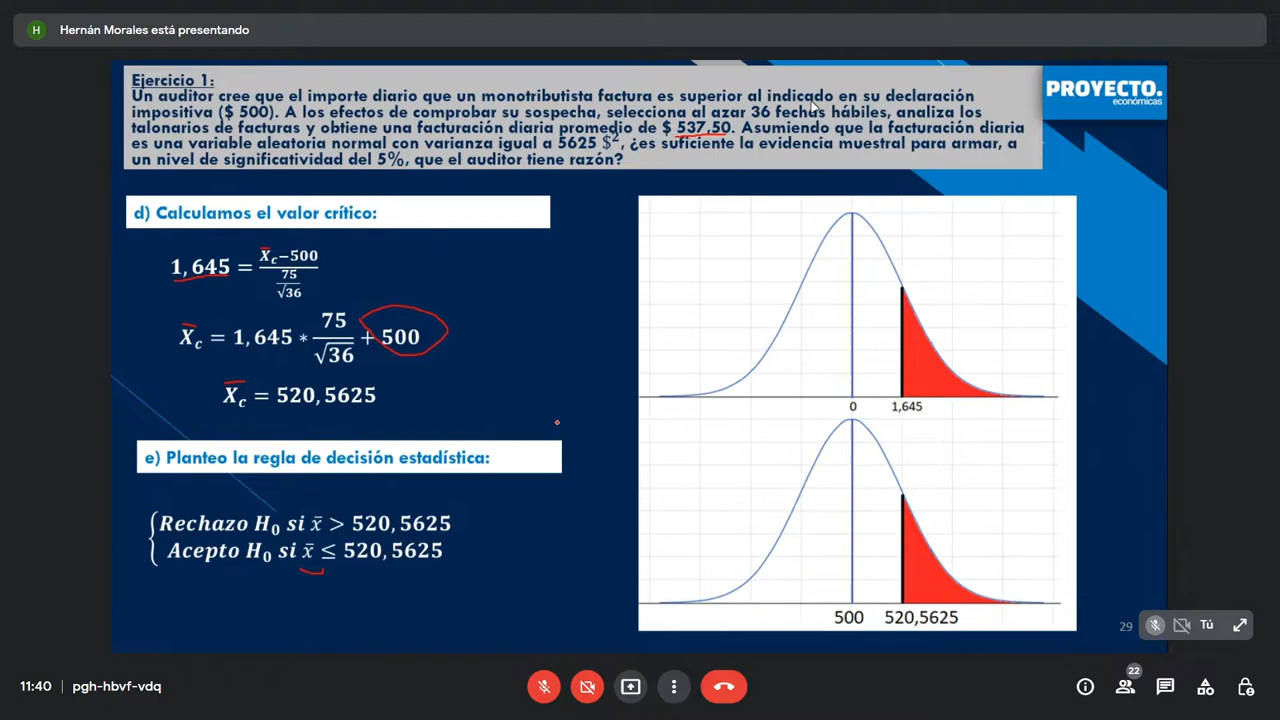 H Hernán Morales está presentando
Ejercicio 1:
Un auditor cree que el importe diario que un monotributista factura es superior al indicado en su declaración
impositiva ($ 500). A los efectos de comprobar su sospecha, selecciona al azar 36 fechas hábiles, analiza los
talonarios de facturas y obtiene una facturación diaria promedio de $ 537,50. Asumiendo que la facturación diaria
es una variable aleatoria normal con varianza igual a 5625 $², ¿es suficiente la evidencia muestral para armar, a
un nivel de significatividad del 5%, que el auditor tiene razón?
PROYECTO.
económicas
d) Calculamos el valor crítico:
1,645 = (X̄c−500)/(75/√36)
X̄c = 1,645 * 75/√36 + 500
X̄c = 520,5625
e) Planteo la regla de decisión estadística:
{Rechazo H₀ si x̄ > 520,5625
Acepto H₀ si x̄ ≤ 520,5625
0 1,645
500 520,5625
29
Tú
11:40 | pgh-hbvf-vdq
22